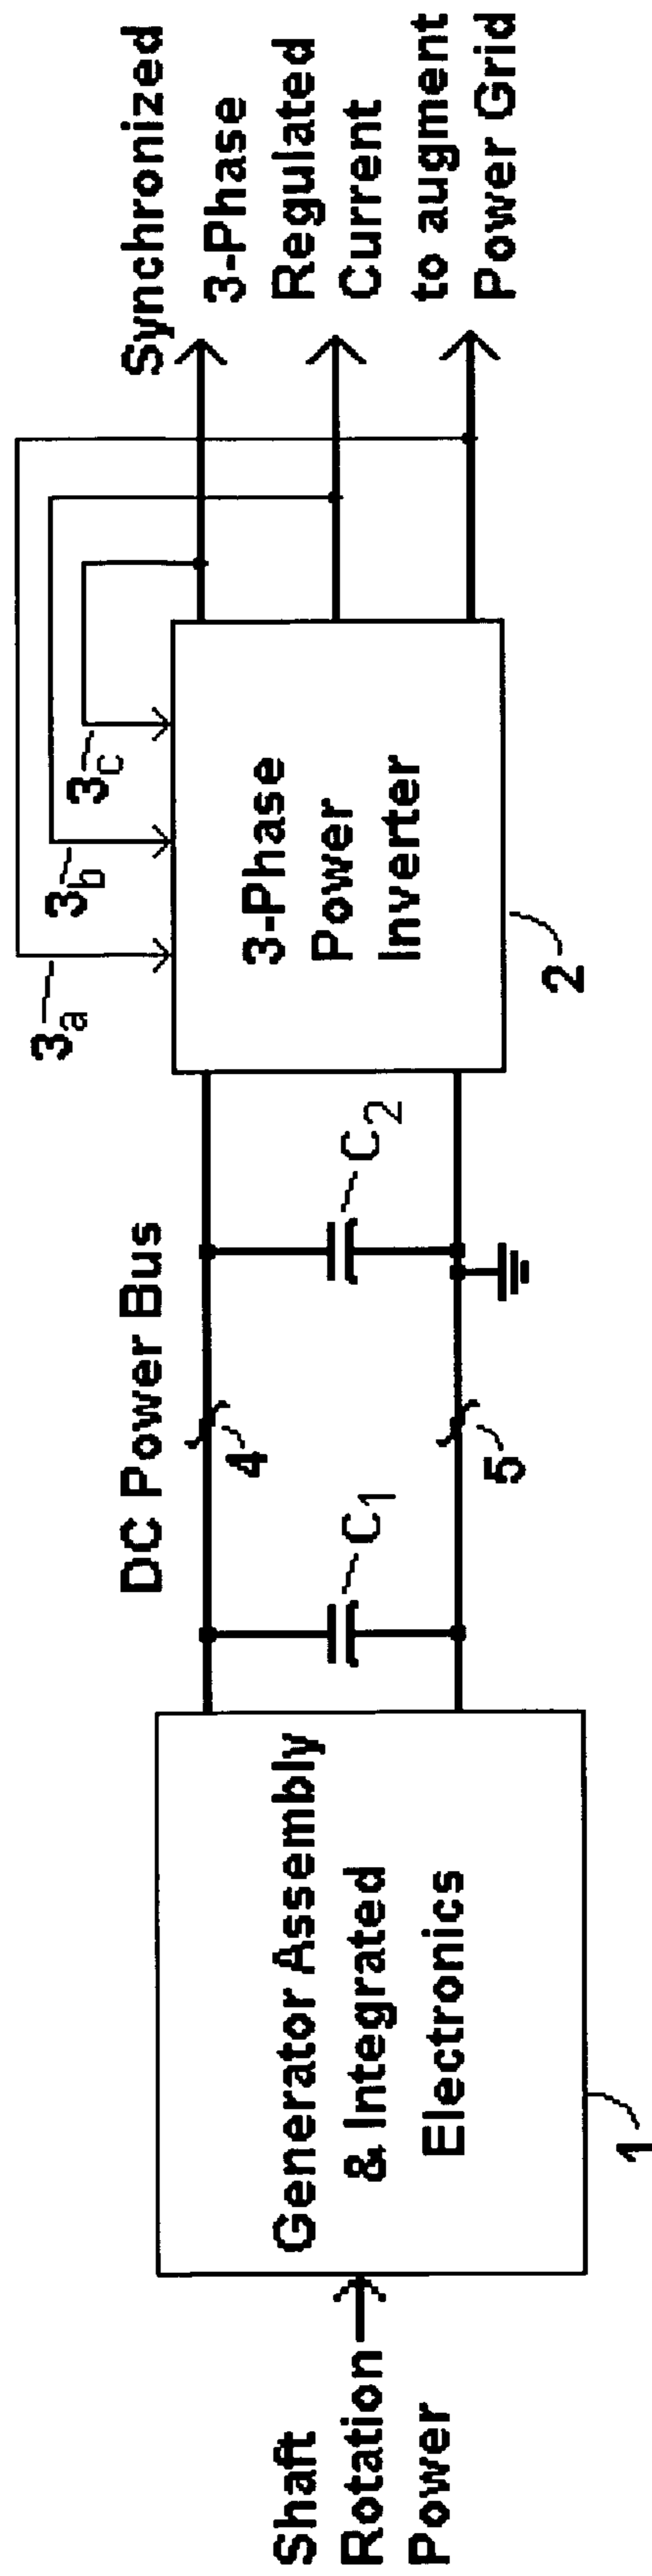 Shaft
Rotation
Power
Generator Assembly
& Integrated
Electronics
1
DC Power Bus
C1
4
5
C2
3-Phase
Power
Inverter
2
3a
3b
3c
Synchronized
3-Phase
Regulated
Current
to augment
Power Grid